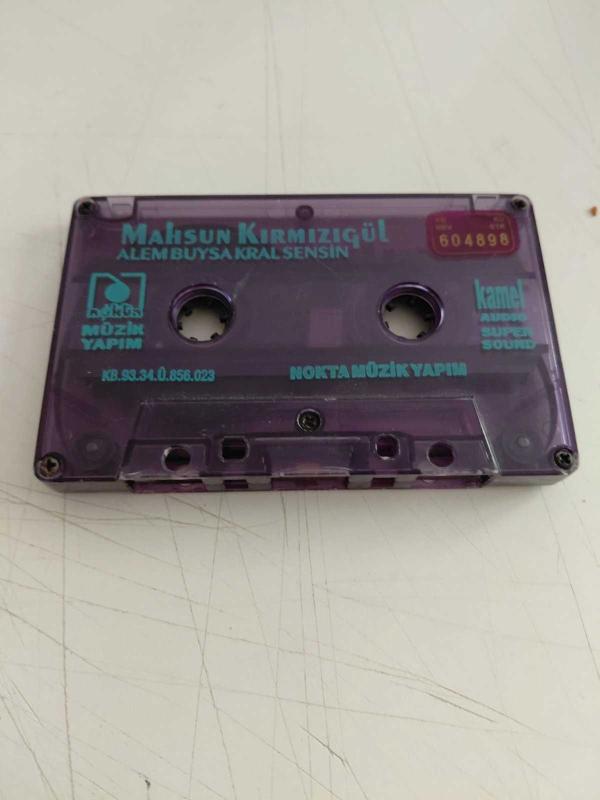 MAHSUN KIRMIZIGÜL
ALEM BUYSA KRAL SENSİN
604898
nokta
MÜZİK
YAPIM
kamel
AUDIO
SUPER
SOUND
KB.93.34.Ü.856.023
NOKTA MÜZİK YAPIM